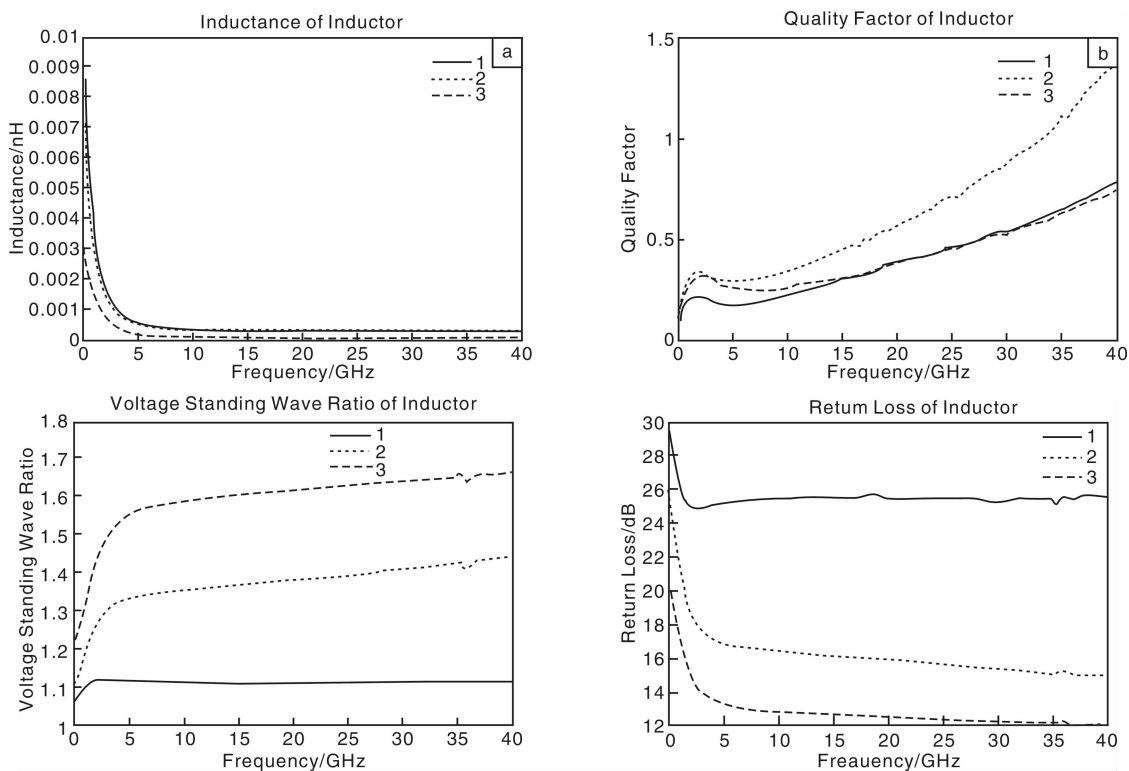 Inductance of Inductor
0.01
0.009
0.008
0.007
0.006
0.005
0.004
0.003
0.002
0.001
0
Inductance/nH
1
2
3
a
0 5 10 15 20 25 30 35 40
Frequency/GHz
Quality Factor of Inductor
1.5
1
0.5
0
Quality Factor
1
2
3
b
0 5 10 15 20 25 30 35 40
Frequency/GHz
Voltage Standing Wave Ratio of Inductor
1.8
1.7
1.6
1.5
1.4
1.3
1.2
1.1
1
Voltage Standing Wave Ratio
1
2
3
0 5 10 15 20 25 30 35 40
Frequency/GHz
Retum Loss of Inductor
30
28
26
24
22
20
18
16
14
12
Return Loss/dB
1
2
3
0 5 10 15 20 25 30 35 40
Freauency/GHz